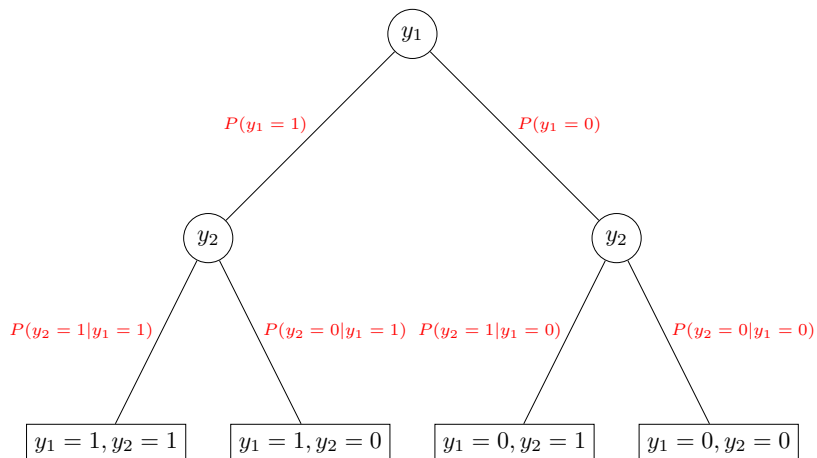 y₁
P(y₁ = 1)
P(y₁ = 0)
y₂
y₂
P(y₂ = 1|y₁ = 1)
P(y₂ = 0|y₁ = 1)
P(y₂ = 1|y₁ = 0)
P(y₂ = 0|y₁ = 0)
y₁ = 1, y₂ = 1
y₁ = 1, y₂ = 0
y₁ = 0, y₂ = 1
y₁ = 0, y₂ = 0